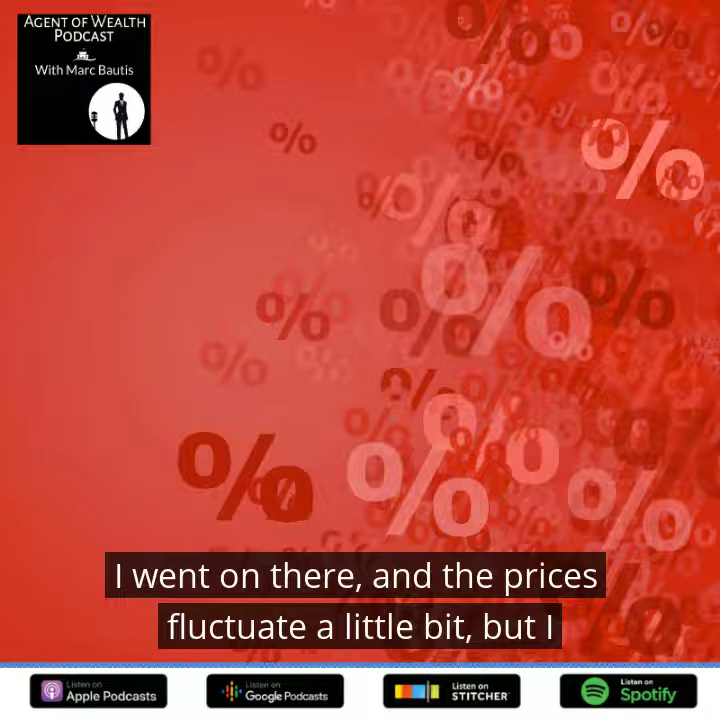 AGENT OF WEALTH
PODCAST
With Marc Bautis
I went on there, and the prices
fluctuate a little bit, but I
Listen on
Apple Podcasts
Listen on
Google Podcasts
Listen on
STITCHER
Listen on
Spotify